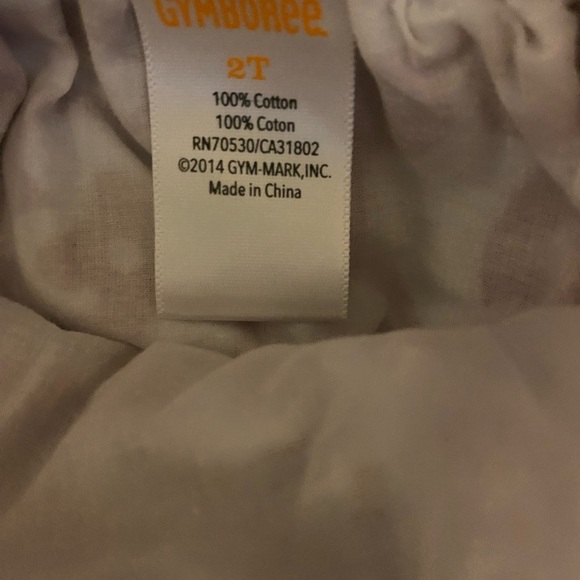 GYMBOREE
2T
100% Cotton
100% Coton
RN70530/CA31802
©2014 GYM-MARK,INC.
Made in China